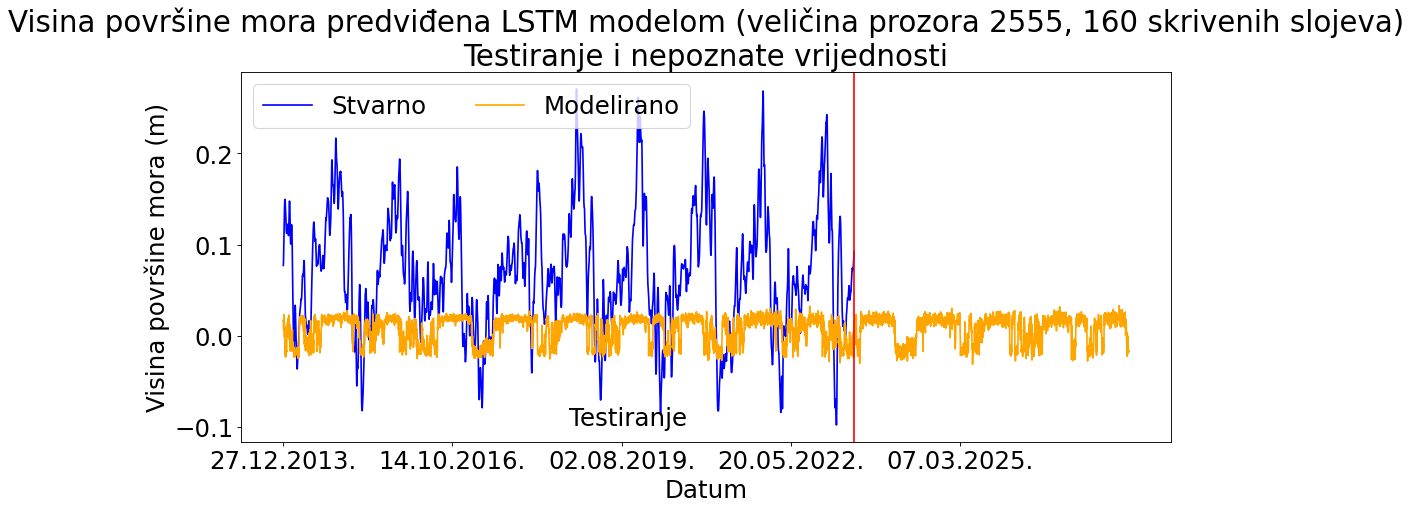 Visina površine mora predviđena LSTM modelom (veličina prozora 2555, 160 skrivenih slojeva)
Testiranje i nepoznate vrijednosti
Stvarno Modelirano
Visina površine mora (m)
0.2
0.1
0.0
−0.1
Testiranje
27.12.2013. 14.10.2016. 02.08.2019. 20.05.2022. 07.03.2025.
Datum